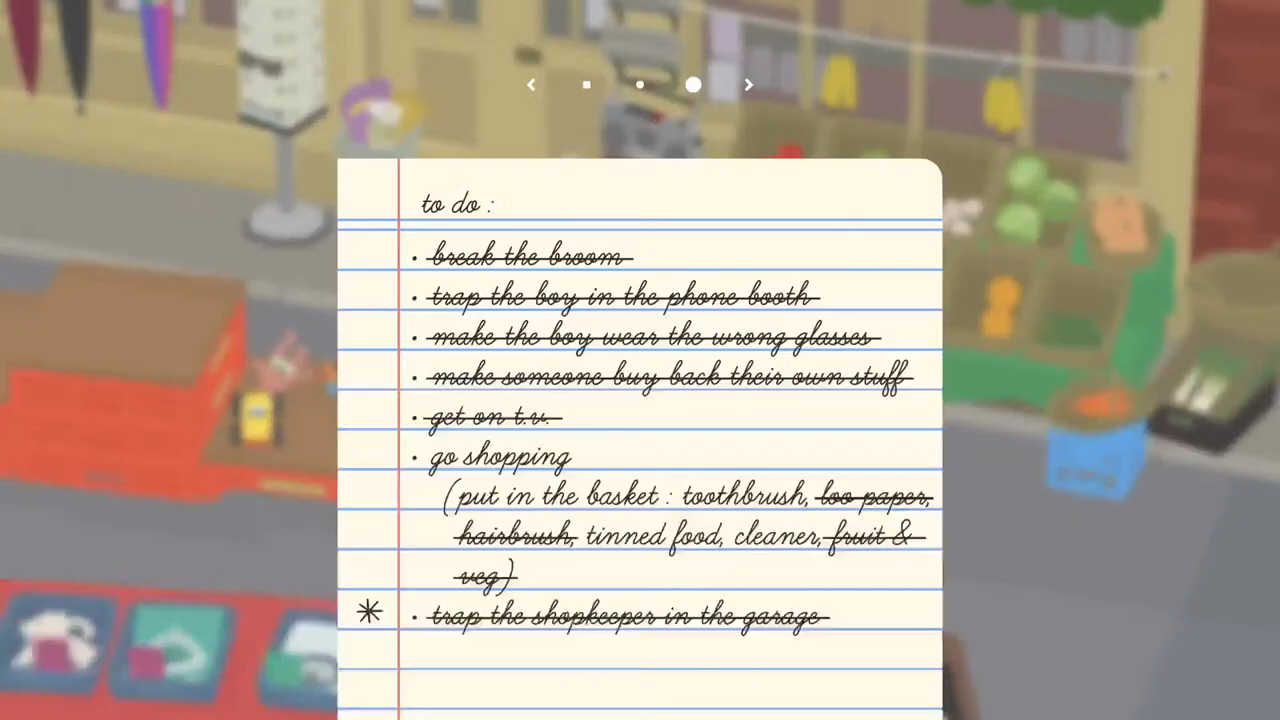 to do :
• break the broom
• trap the boy in the phone booth
• make the boy wear the wrong glasses
• make someone buy back their own stuff
• get on t.v.
• go shopping
(put in the basket : toothbrush, loo paper,
hairbrush, tinned food, cleaner, fruit &
veg)
• trap the shopkeeper in the garage